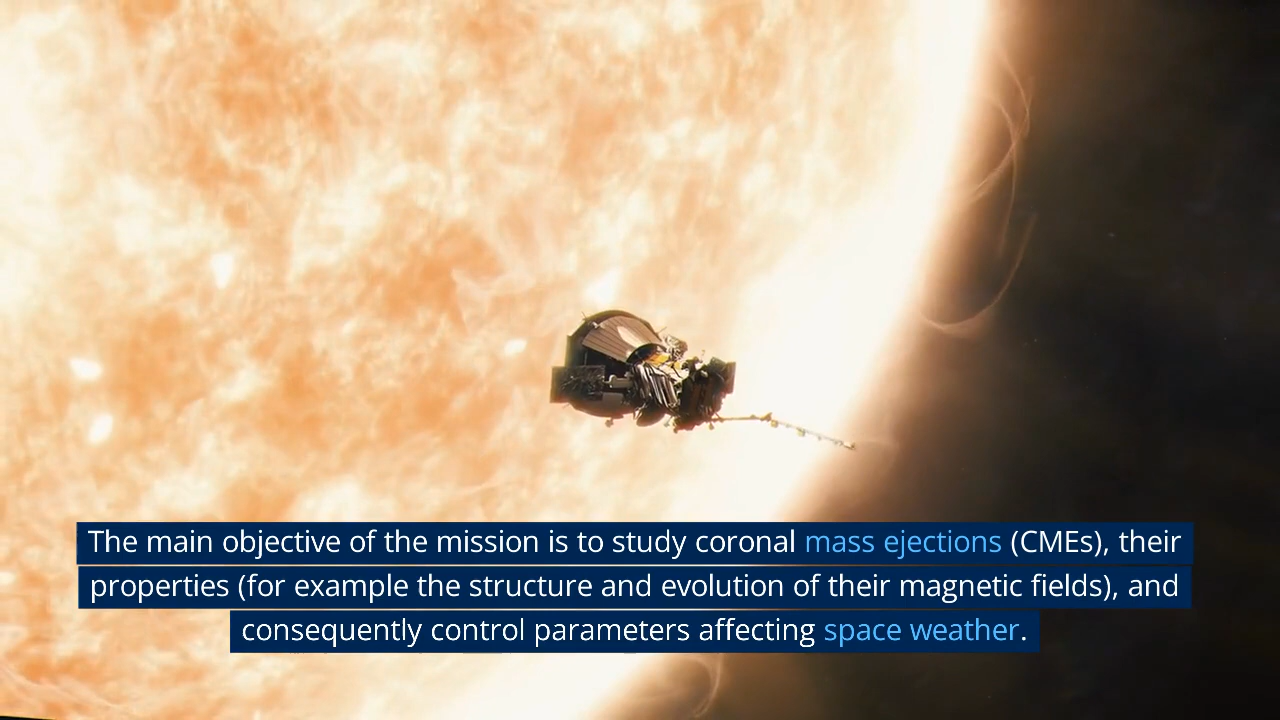 The main objective of the mission is to study coronal mass ejections (CMEs), their
properties (for example the structure and evolution of their magnetic fields), and
consequently control parameters affecting space weather.